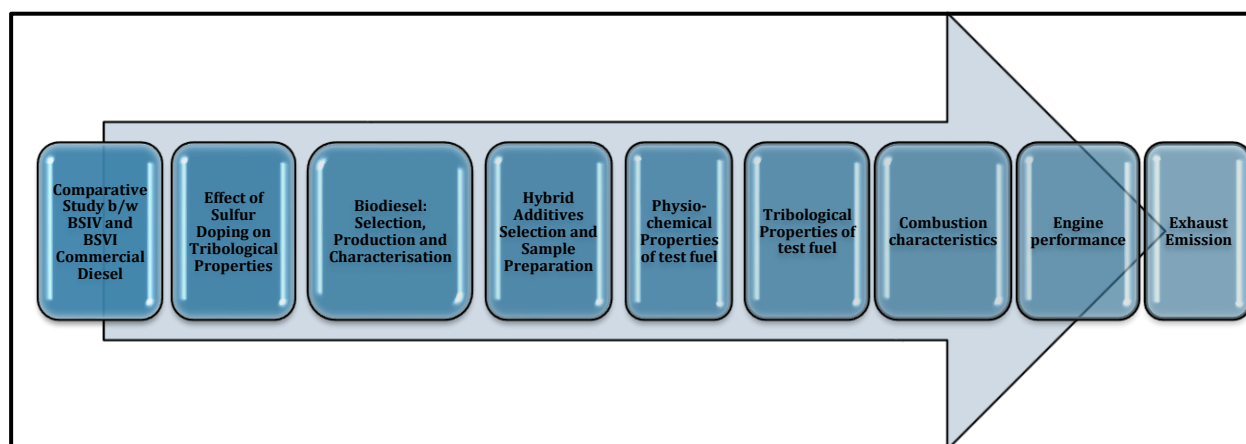 Comparative
Study b/w
BSIV and
BSVI
Commercial
Diesel
Effect of
Sulfur
Doping on
Tribological
Properties
Biodiesel:
Selection,
Production and
Characterisation
Hybrid
Additives
Selection and
Sample
Preparation
Physio-
chemical
Properties
of test fuel
Tribological
Properties of
test fuel
Combustion
characteristics
Engine
performance
Exhaust
Emission